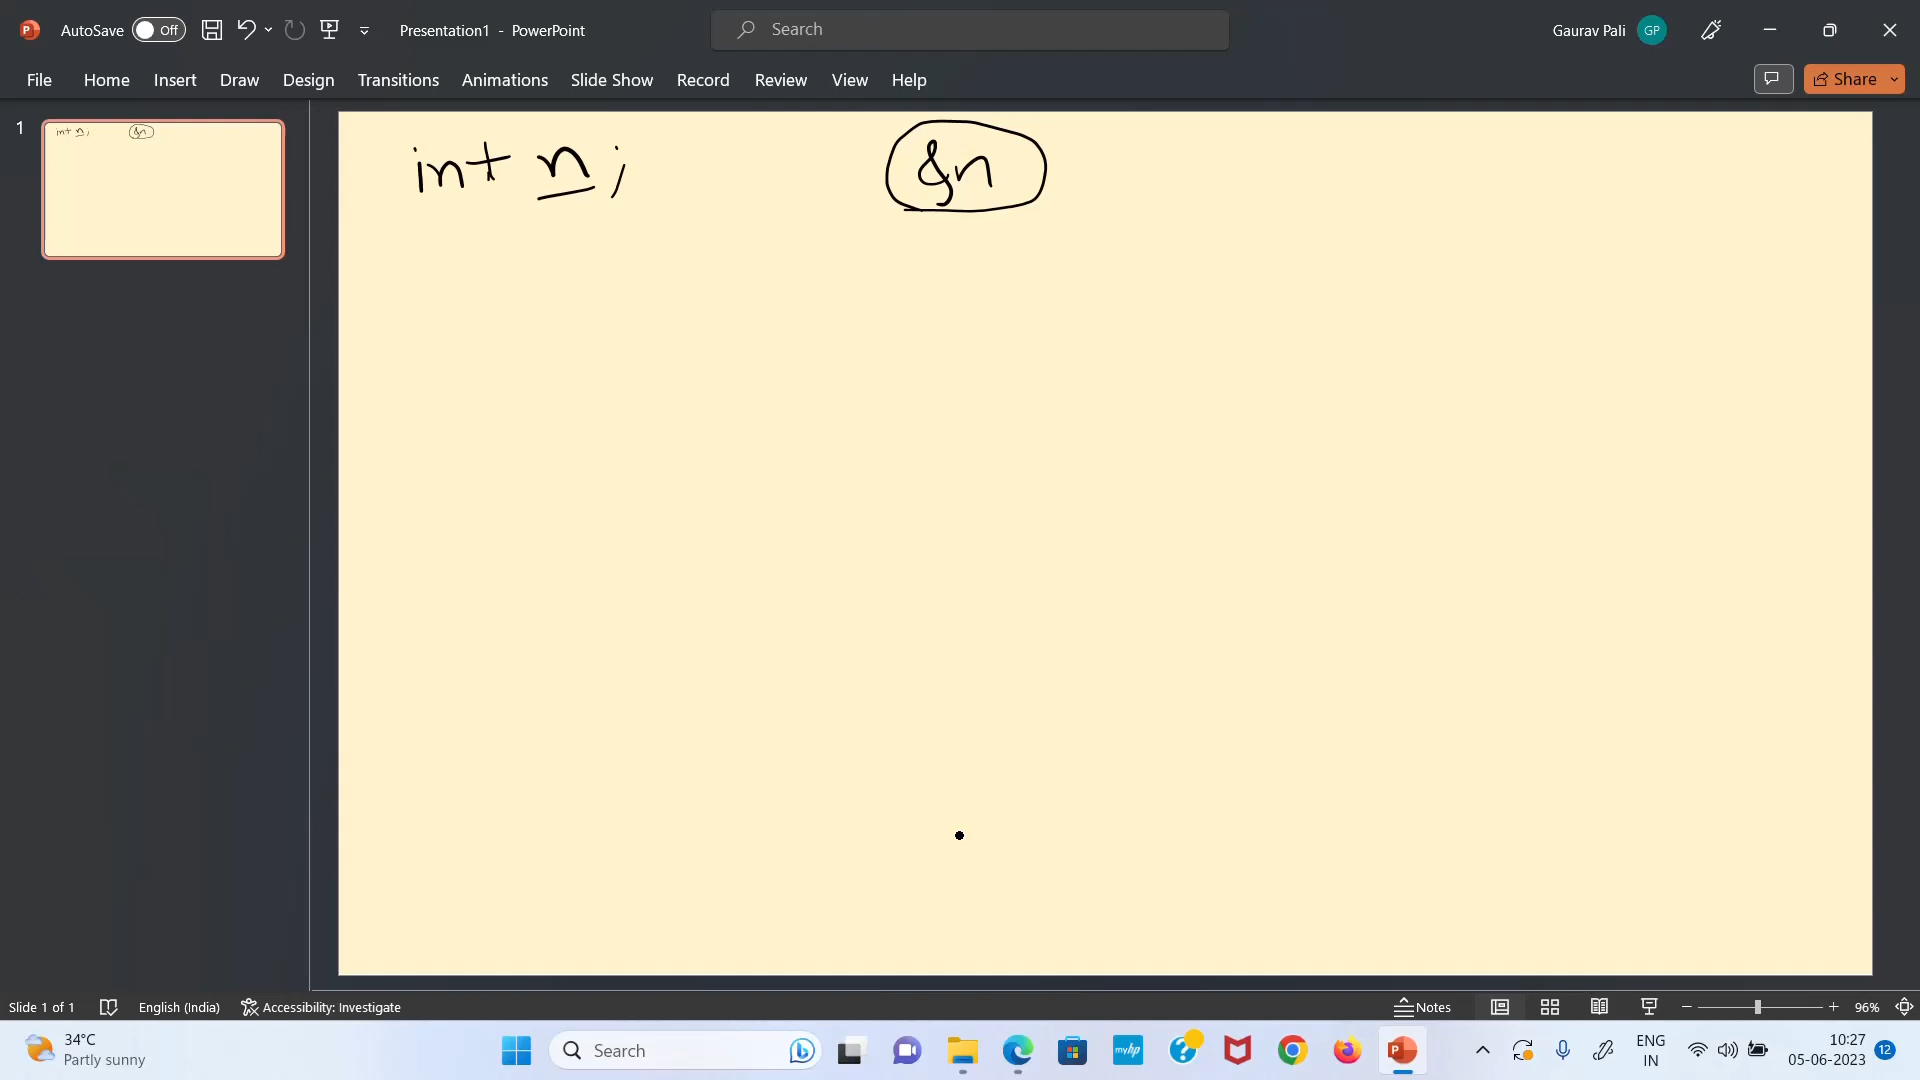 AutoSave Off Presentation1 - PowerPoint Search Gaurav Pali GP
File Home Insert Draw Design Transitions Animations Slide Show Record Review View Help Share
1
int n; &n
int n; &n
Slide 1 of 1 English (India) Accessibility: Investigate Notes 96%
34°C
Partly sunny
Search
myhp
ENG
IN
10:27
05-06-2023
12